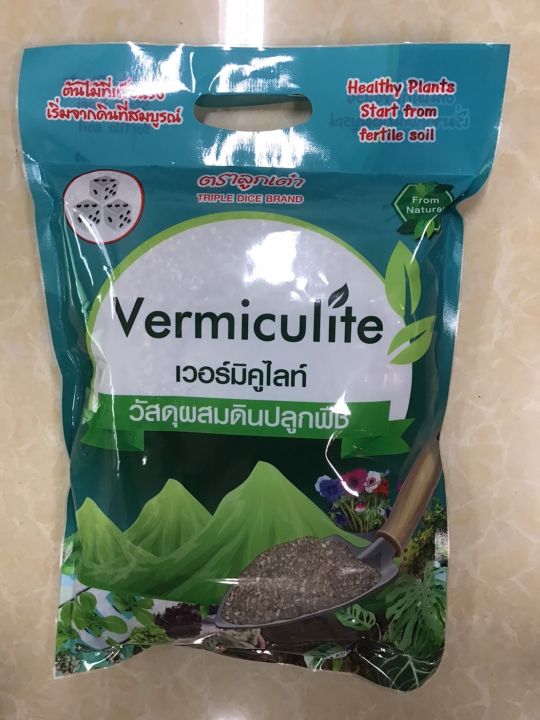 ต้นไม้ที่แข็งแรง
เริ่มจากดินที่สมบูรณ์
Healthy Plants
Start from
fertile soil
ตราลูกเต๋า
TRIPLE DICE BRAND
From
Natural
Vermiculite
เวอร์มิคูไลท์
วัสดุผสมดินปลูกพืช